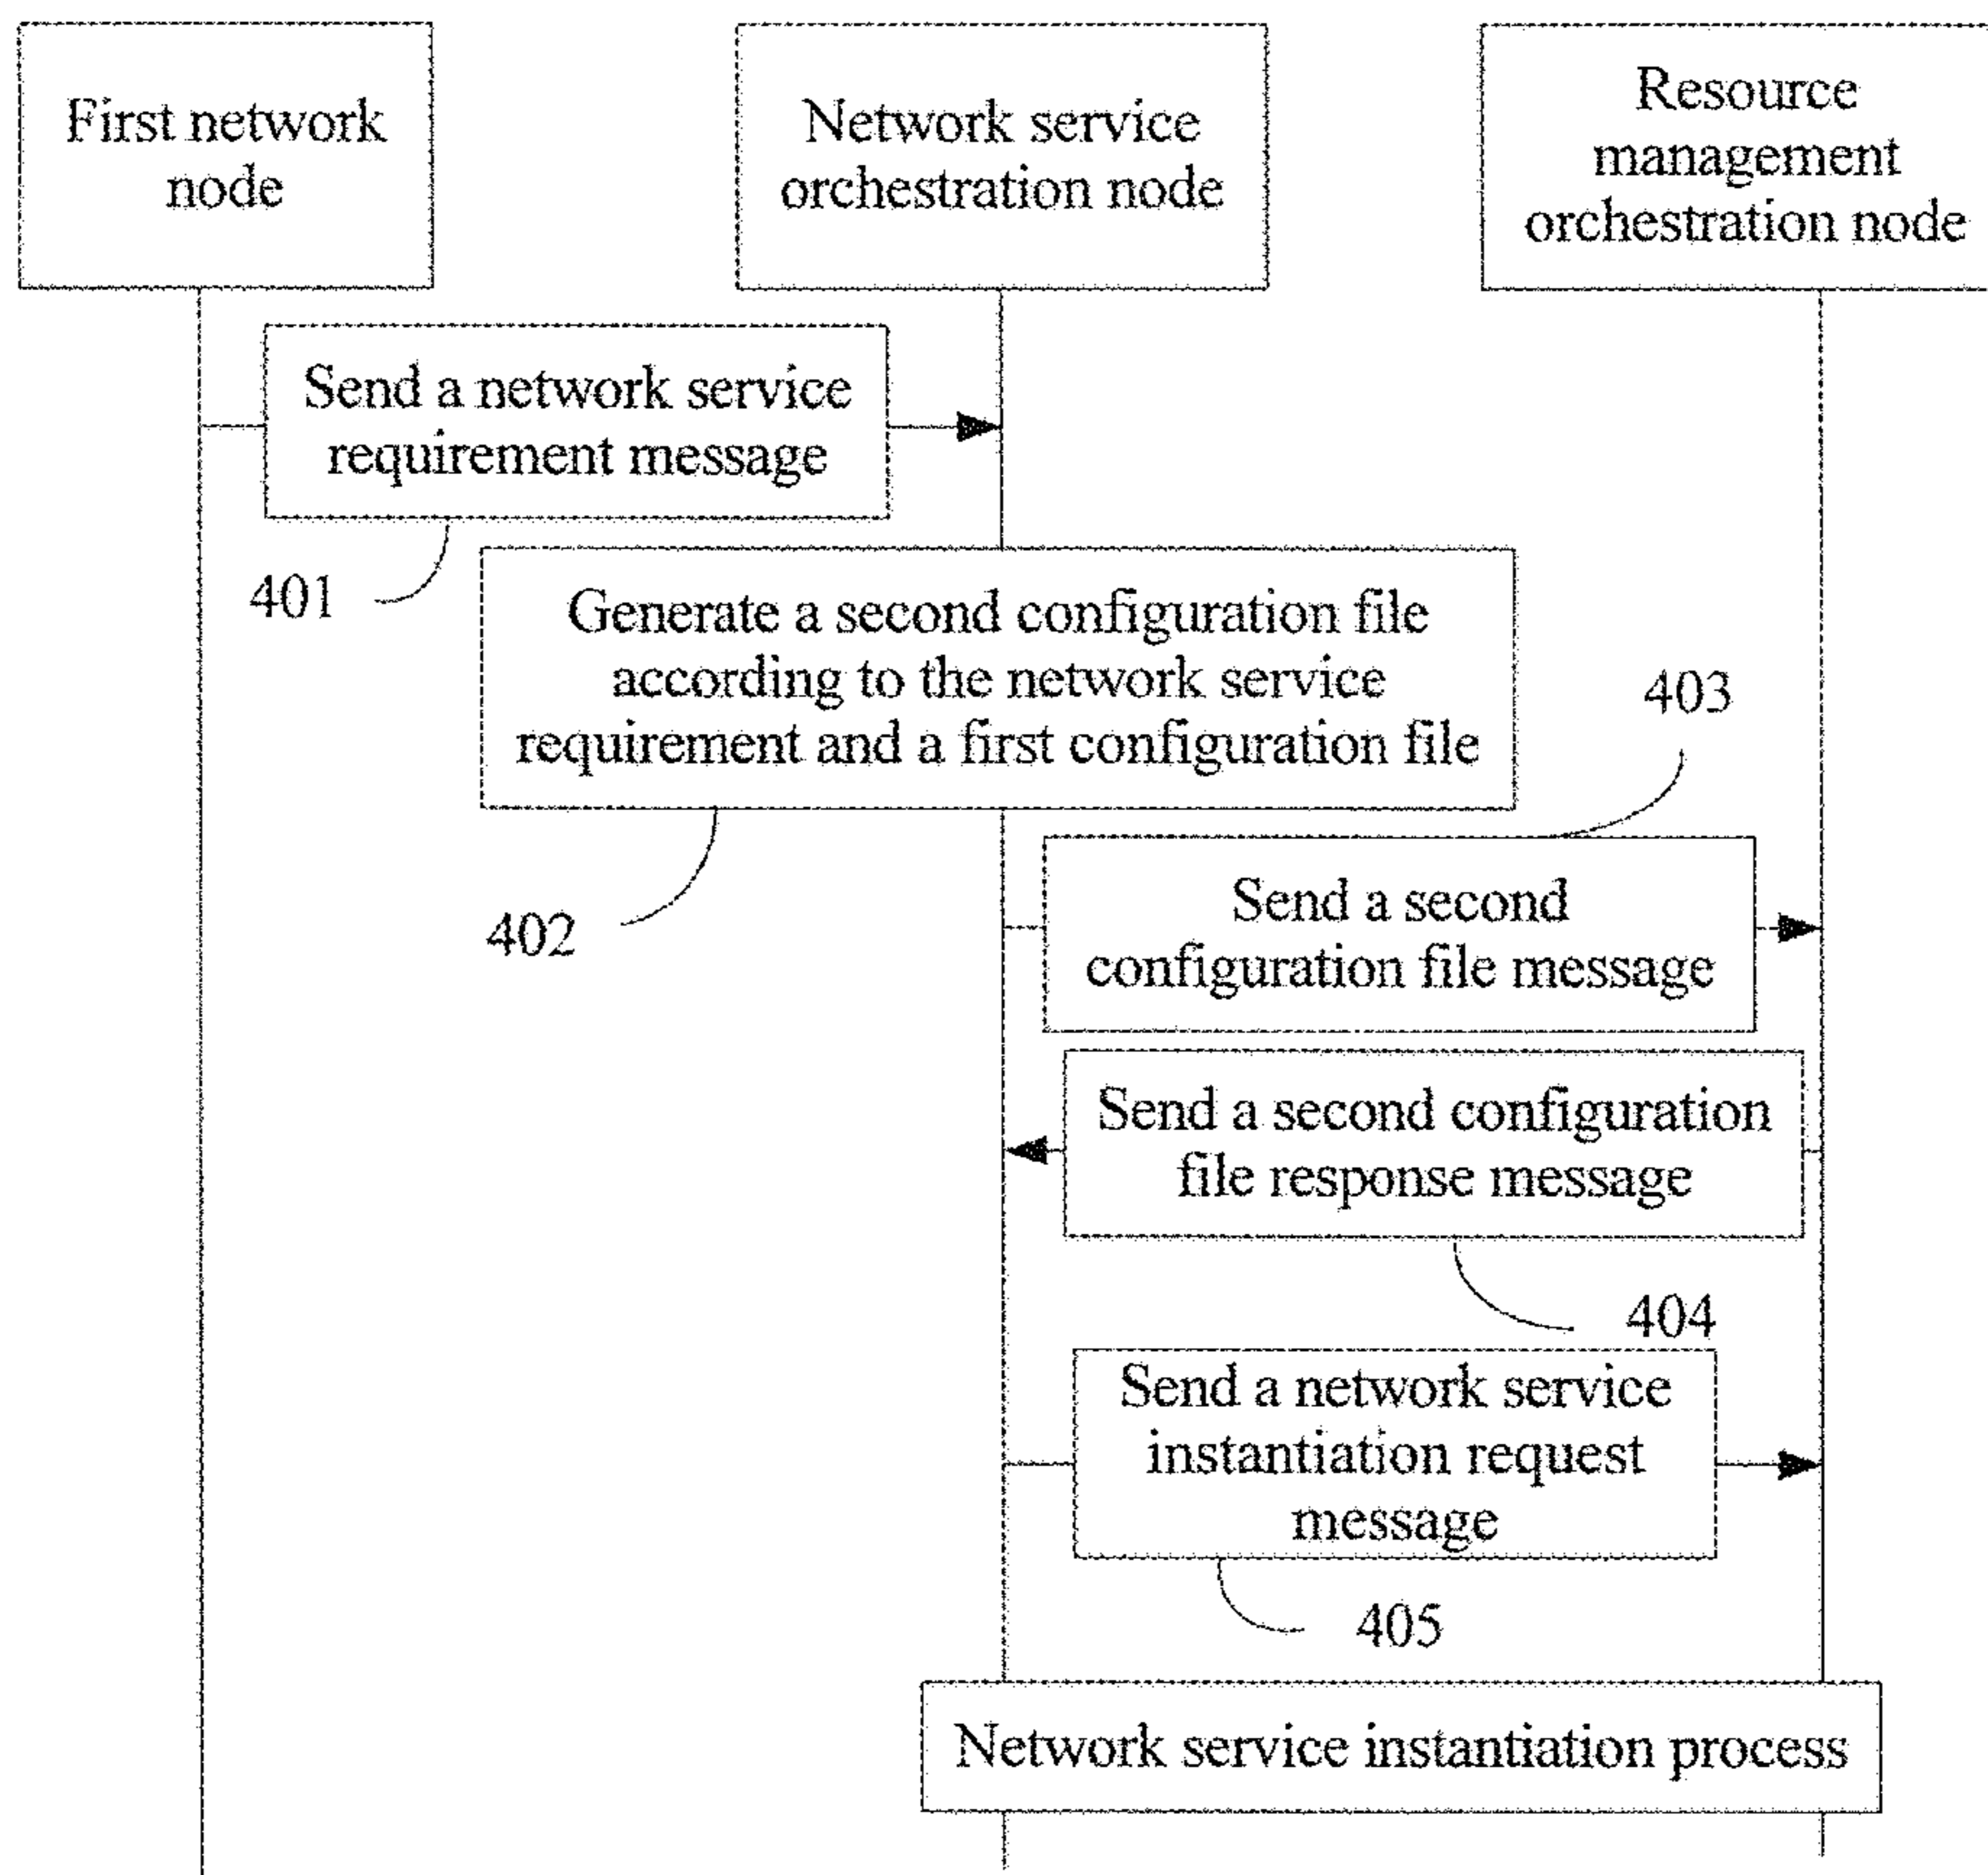 First network
node
Network service
orchestration node
Resource
management
orchestration node
Send a network service
requirement message
401
Generate a second configuration file
according to the network service
requirement and a first configuration file
402
403
Send a second
configuration file message
Send a second configuration
file response message
404
Send a network service
instantiation request
message
405
Network service instantiation process